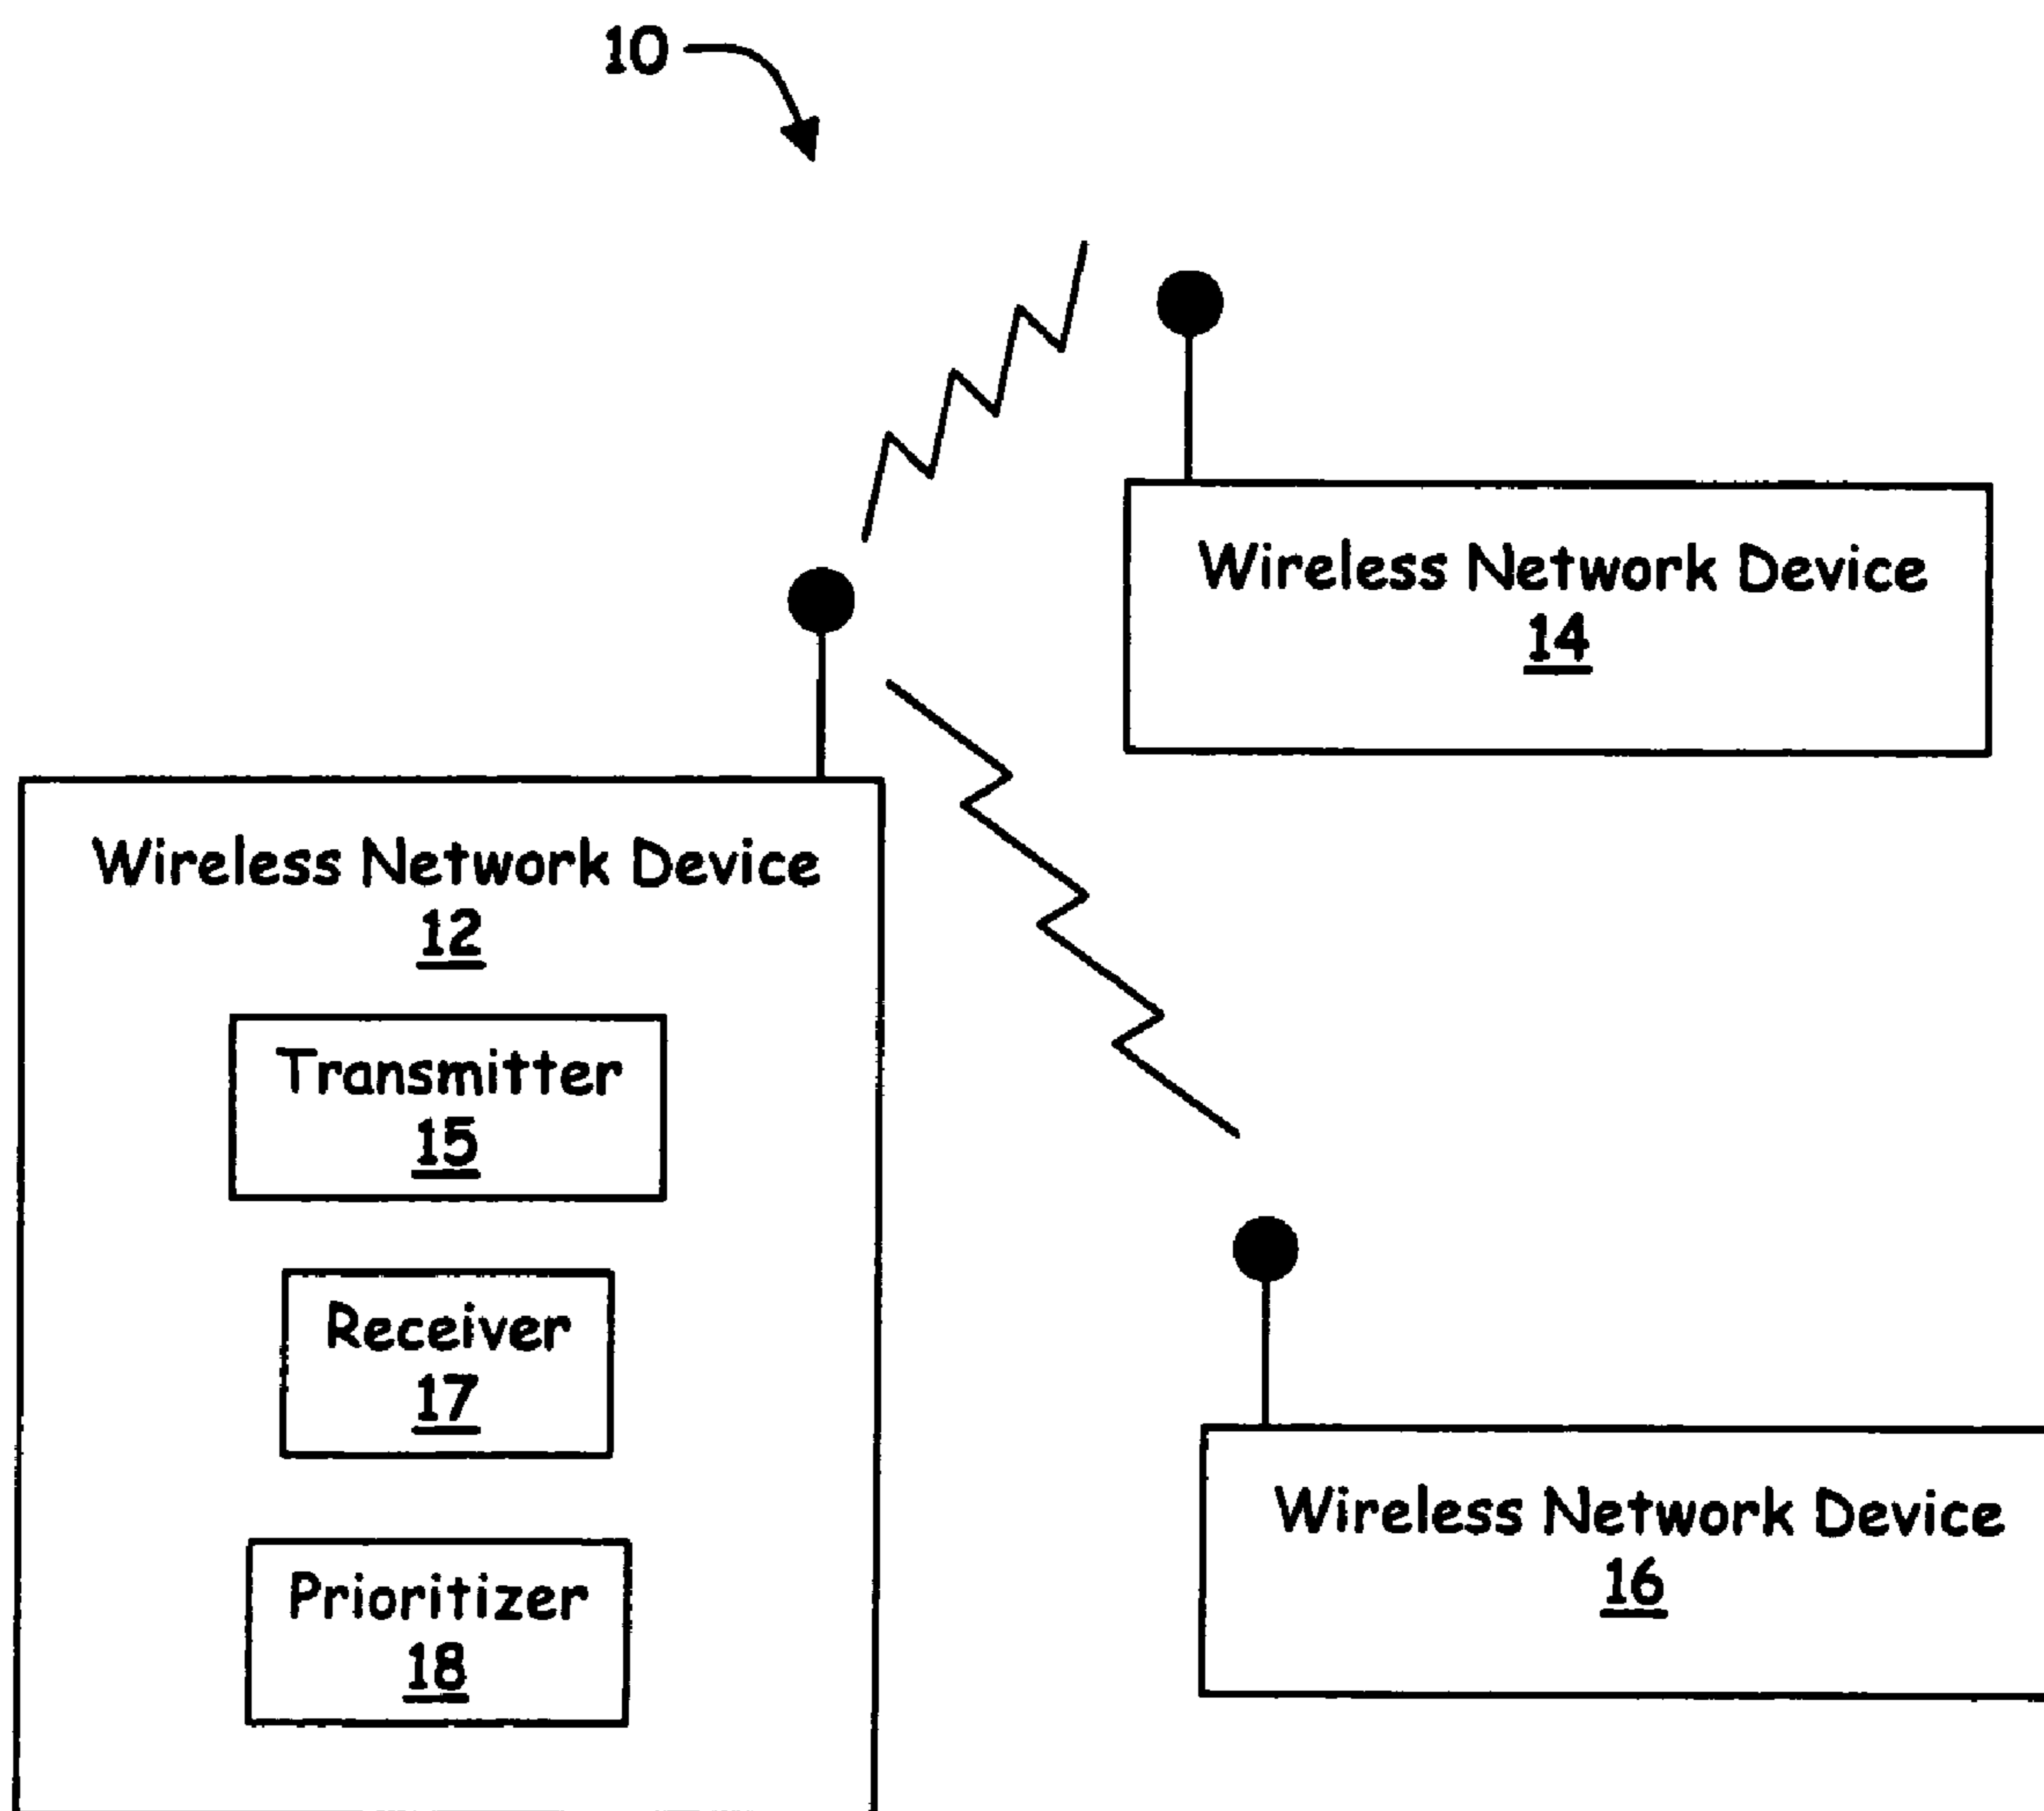 10
Wireless Network Device
14
Wireless Network Device
12
Transmitter
15
Receiver
17
Prioritizer
18
Wireless Network Device
16